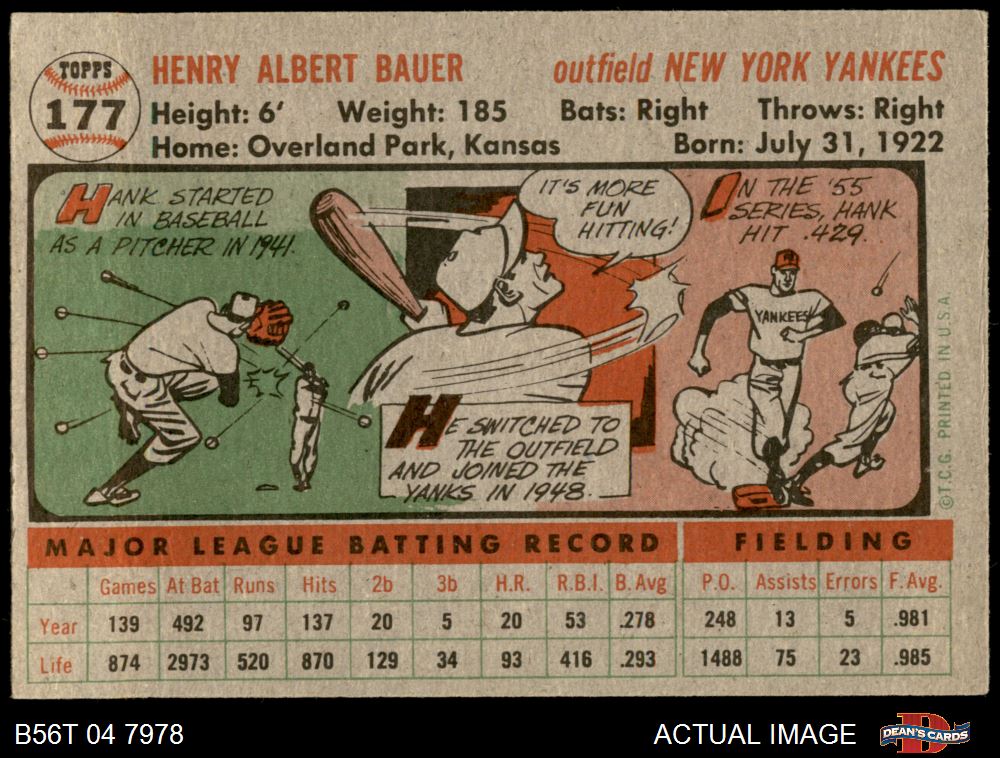 TOPPS
177
HENRY ALBERT BAUER outfield NEW YORK YANKEES
Height: 6' Weight: 185 Bats: Right Throws: Right
Home: Overland Park, Kansas Born: July 31, 1922
HANK STARTED
IN BASEBALL
AS A PITCHER IN 1941.
IT'S MORE
FUN
HITTING!
IN THE '55
SERIES, HANK
HIT .429.
YANKEES
HE SWITCHED TO
THE OUTFIELD
AND JOINED THE
YANKS IN 1948.
© T.C.G. PRINTED IN U.S.A.
MAJOR LEAGUE BATTING RECORD FIELDING
Games At Bat Runs Hits 2b 3b H.R. R.B.I. B. Avg P.O. Assists Errors F. Avg.
Year 139 492 97 137 20 5 20 53 .278 248 13 5 .981
Life 874 2973 520 870 129 34 93 416 .293 1488 75 23 .985
B56T 04 7978 ACTUAL IMAGE DEAN'S CARDS